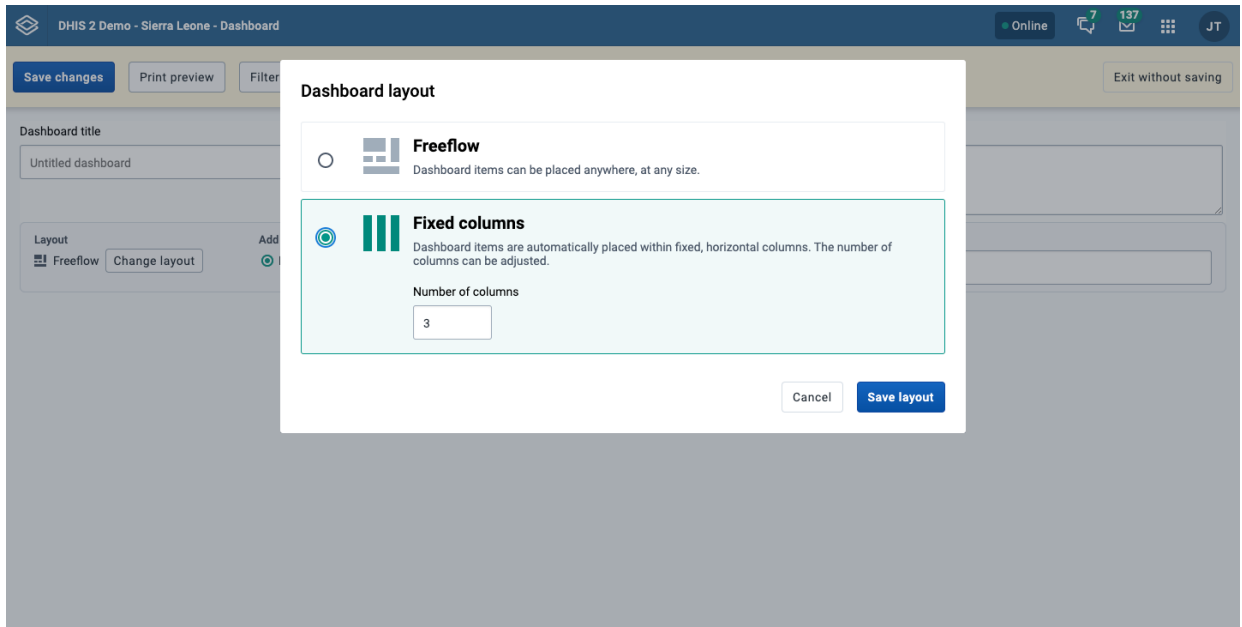 DHIS 2 Demo - Sierra Leone - Dashboard
Online
7
137
JT
Save changes
Print preview
Filter
Exit without saving
Dashboard title
Untitled dashboard
Layout
Freeflow
Change layout
Add
Dashboard layout
Freeflow
Dashboard items can be placed anywhere, at any size.
Fixed columns
Dashboard items are automatically placed within fixed, horizontal columns. The number of
columns can be adjusted.
Number of columns
3
Cancel
Save layout